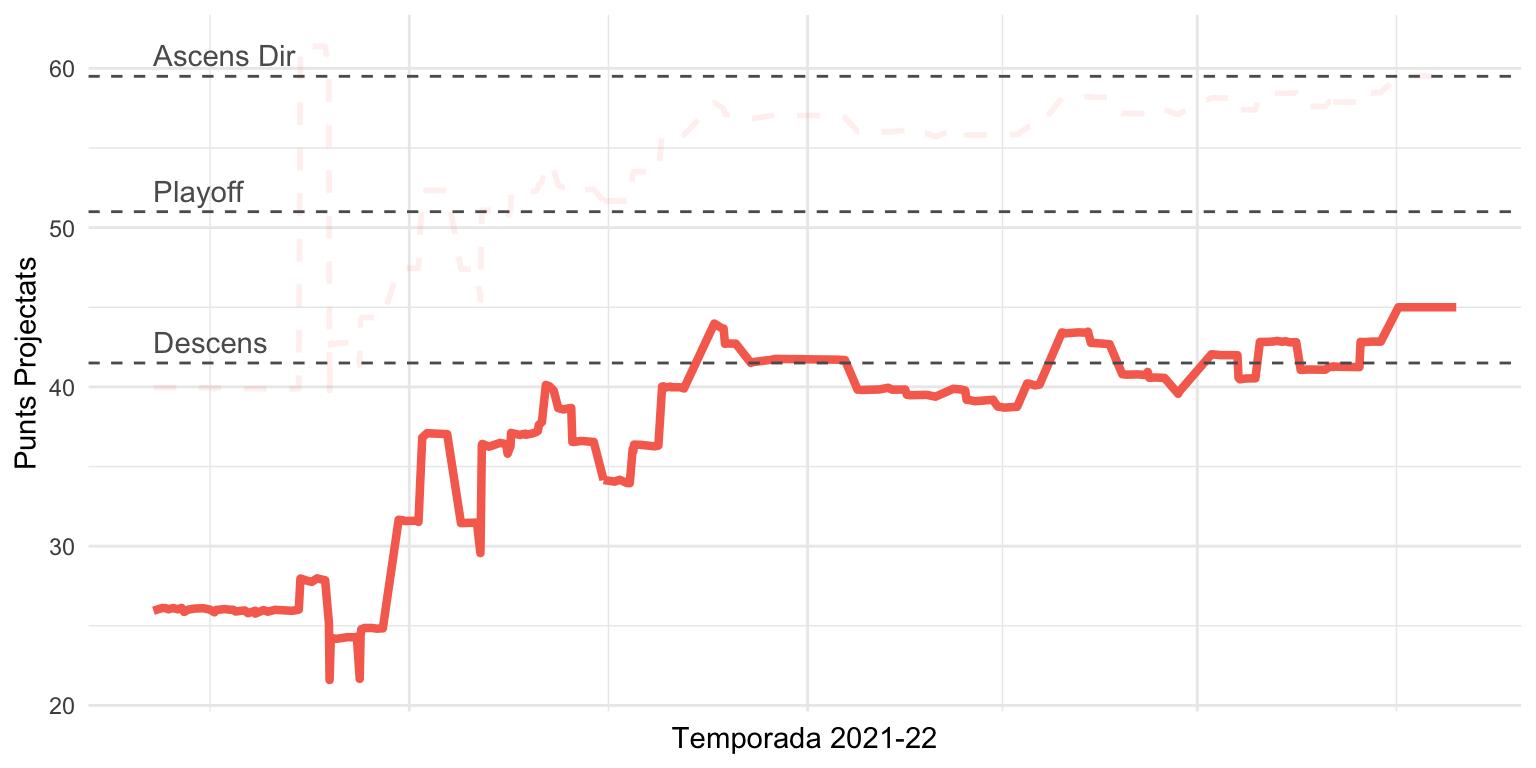 Ascens Dir
60
Playoff
50
Descens
40
30
20
Punts Projectats
Temporada 2021-22